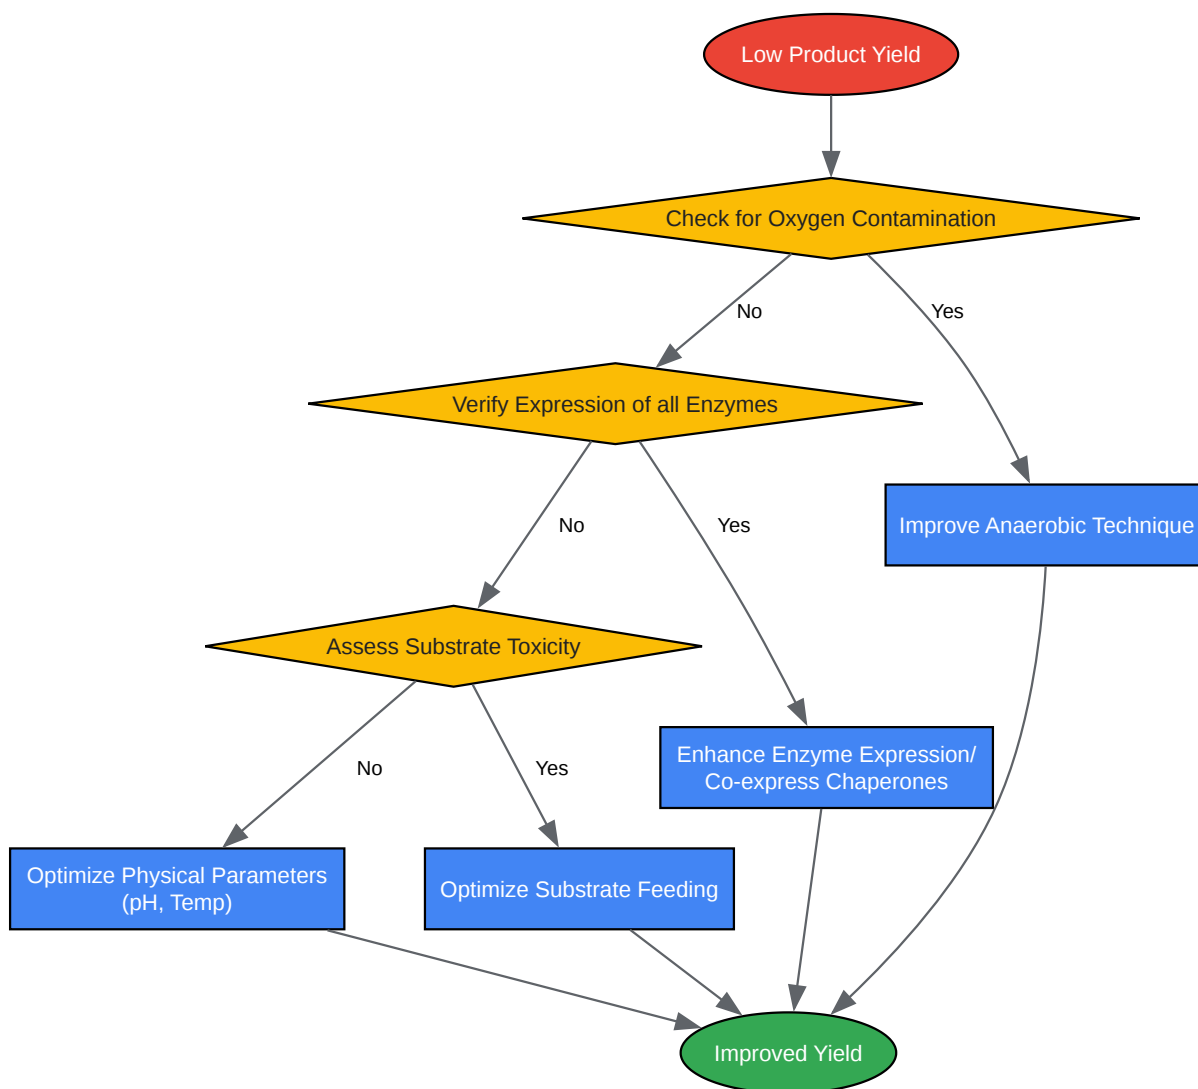 Low Product Yield
Check for Oxygen Contamination
No
Yes
Verify Expression of all Enzymes
No
Yes
Improve Anaerobic Technique
Assess Substrate Toxicity
No
Yes
Enhance Enzyme Expression/
Co-express Chaperones
Optimize Physical Parameters
(pH, Temp)
Optimize Substrate Feeding
Improved Yield